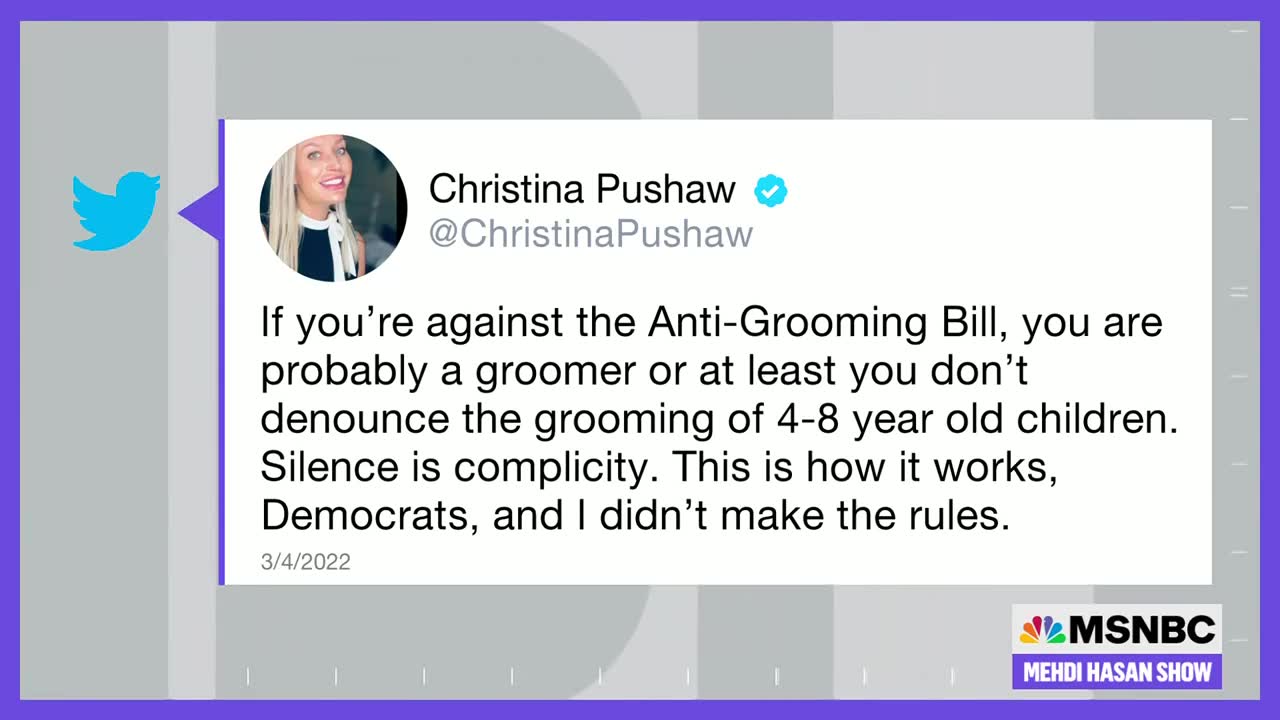 Christina Pushaw
@ChristinaPushaw
If you’re against the Anti-Grooming Bill, you are
probably a groomer or at least you don’t
denounce the grooming of 4-8 year old children.
Silence is complicity. This is how it works,
Democrats, and I didn’t make the rules.
3/4/2022
MSNBC
MEHDI HASAN SHOW